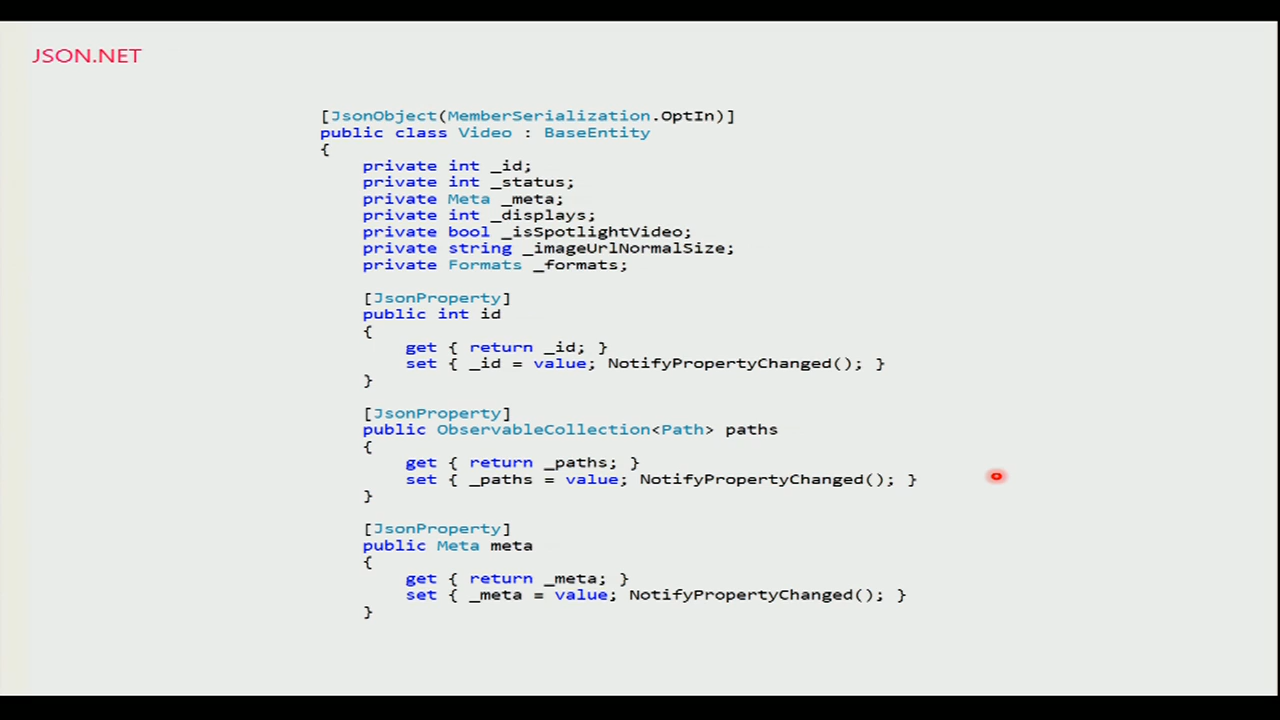 JSON.NET
[JsonObject(MemberSerialization.OptIn)]
public class Video : BaseEntity
{
private int _id;
private int _status;
private Meta _meta;
private int _displays;
private bool _isSpotlightVideo;
private string _imageUrlNormalSize;
private Formats _formats;
[JsonProperty]
public int id
{
get { return _id; }
set { _id = value; NotifyPropertyChanged(); }
}
[JsonProperty]
public ObservableCollection<Path> paths
{
get { return _paths; }
set { _paths = value; NotifyPropertyChanged(); }
}
[JsonProperty]
public Meta meta
{
get { return _meta; }
set { _meta = value; NotifyPropertyChanged(); }
}